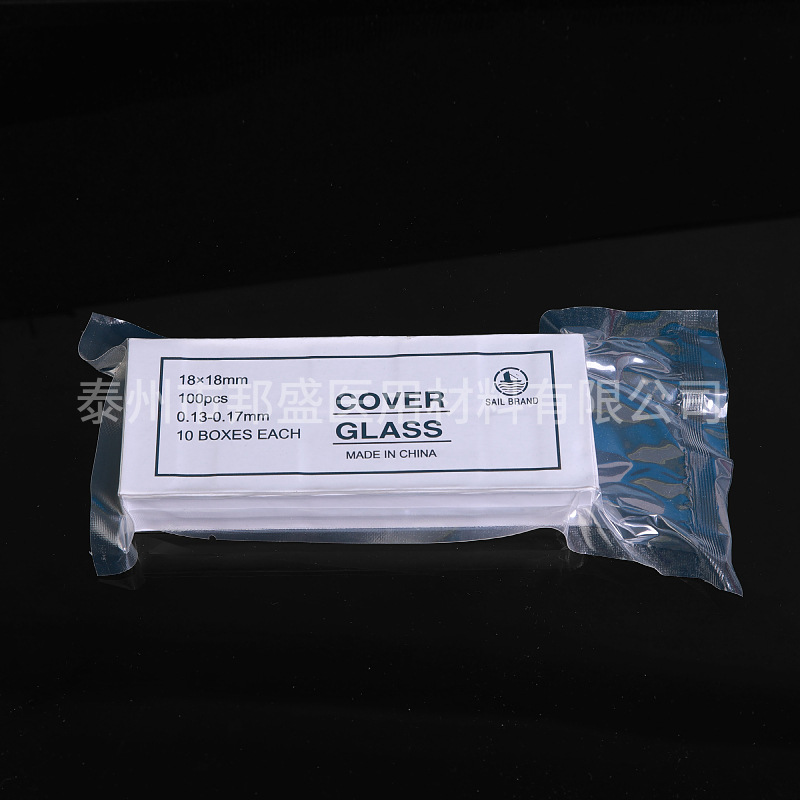 18×18mm
100pcs
0.13-0.17mm
10 BOXES EACH
COVER
GLASS
MADE IN CHINA
SAIL BRAND
泰州市邦盛医用材料有限公司